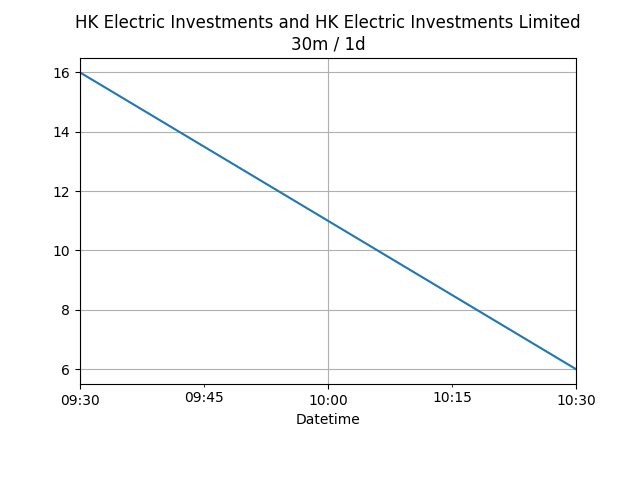 HK Electric Investments and HK Electric Investments Limited
30m / 1d
16
14
12
10
8
6
09:30 09:45 10:00 10:15 10:30
Datetime